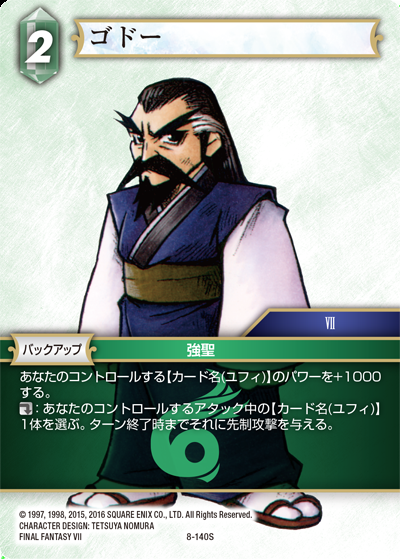 2
ゴドー
VII
バックアップ
強聖
あなたのコントロールする【カード名(ユフィ)】のパワーを+1000
する。
:あなたのコントロールするアタック中の【カード名(ユフィ)】
1体を選ぶ。ターン終了時までそれに先制攻撃を与える。
© 1997, 1998, 2015, 2016 SQUARE ENIX CO., LTD. All Rights Reserved.
CHARACTER DESIGN: TETSUYA NOMURA
FINAL FANTASY VII
8-140S